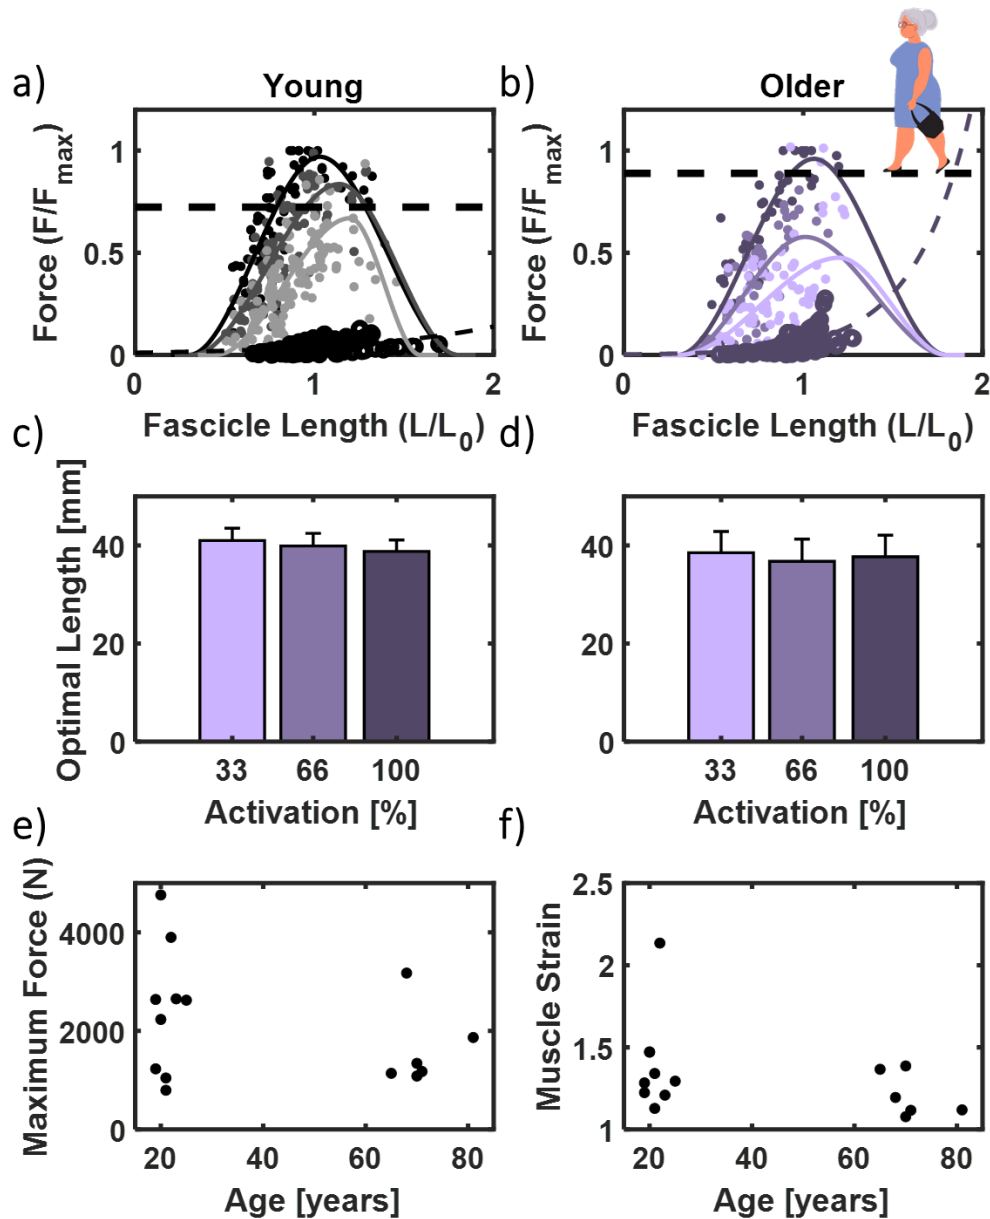 a)
Young
Force (F/Fmax)
1
0.5
0
0 1 2
Fascicle Length (L/L0)
b)
Older
Force (F/Fmax)
1
0.5
0
0 1 2
Fascicle Length (L/L0)
c)
Optimal Length [mm]
40
20
0
33 66 100
Activation [%]
d)
40
20
0
33 66 100
Activation [%]
e)
Maximum Force (N)
4000
2000
0
20 40 60 80
Age [years]
f)
Muscle Strain
2.5
2
1.5
1
20 40 60 80
Age [years]